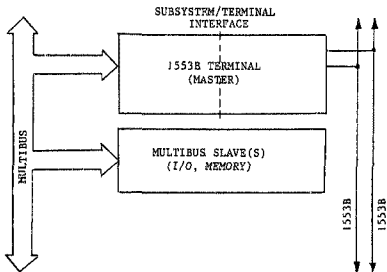 SUBSYSTEM/TERMINAL
INTERFACE
1553B TERMINAL
(MASTER)
MULTIBUS
MULTIBUS SLAVE(S)
(I/O, MEMORY)
1553B
1553B